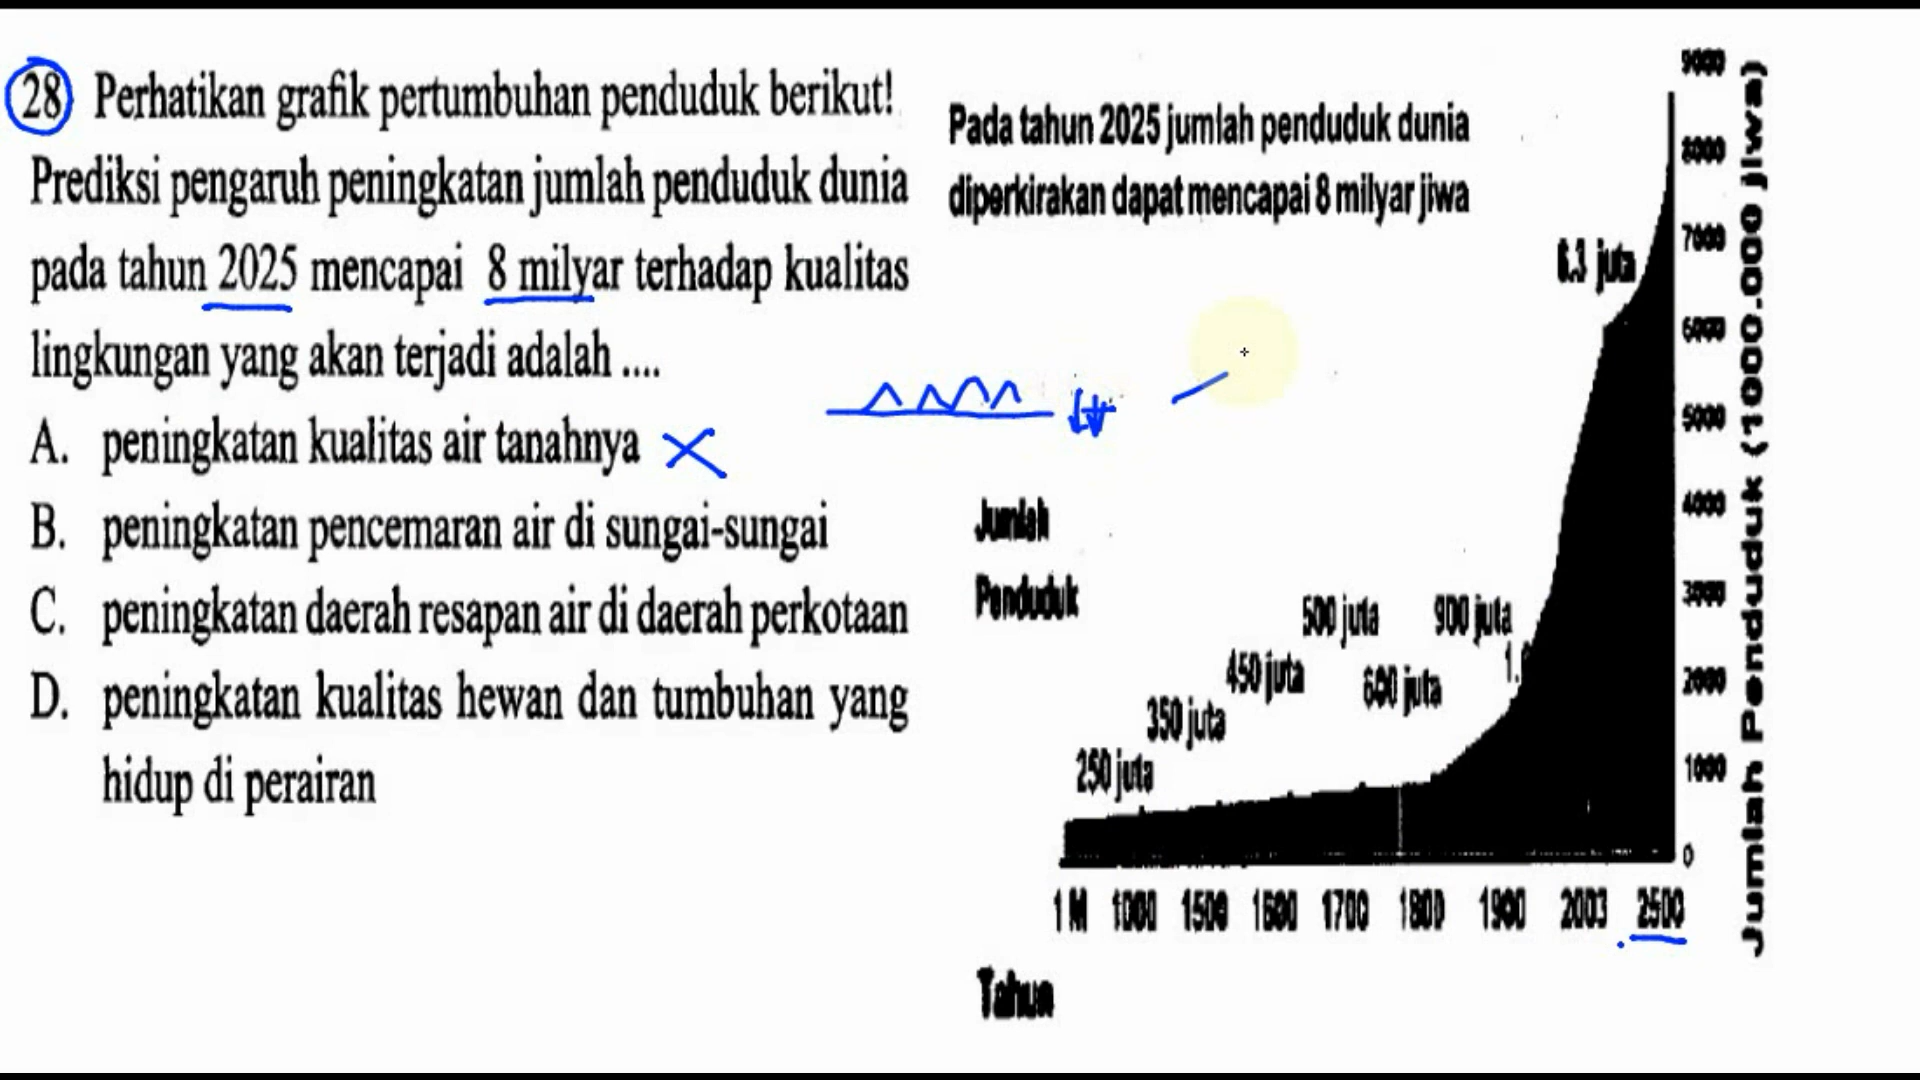 28 Perhatikan grafik pertumbuhan penduduk berikut!
Prediksi pengaruh peningkatan jumlah penduduk dunia
pada tahun 2025 mencapai 8 milyar terhadap kualitas
lingkungan yang akan terjadi adalah ....
A. peningkatan kualitas air tanahnya
B. peningkatan pencemaran air di sungai-sungai
C. peningkatan daerah resapan air di daerah perkotaan
D. peningkatan kualitas hewan dan tumbuhan yang
hidup di perairan
Pada tahun 2025 jumlah penduduk dunia
diperkirakan dapat mencapai 8 milyar jiwa
6.3 juta
Jumlah
Penduduk
500 juta
900 juta
450 juta
600 juta
350 juta
250 juta
9000
8000
7000
6000
5000
4000
3000
2000
1000
0
Jumlah Penduduk (1000.000 jiwa)
1 M 1000 1500 1600 1700 1800 1900 2003 2500
Tahun